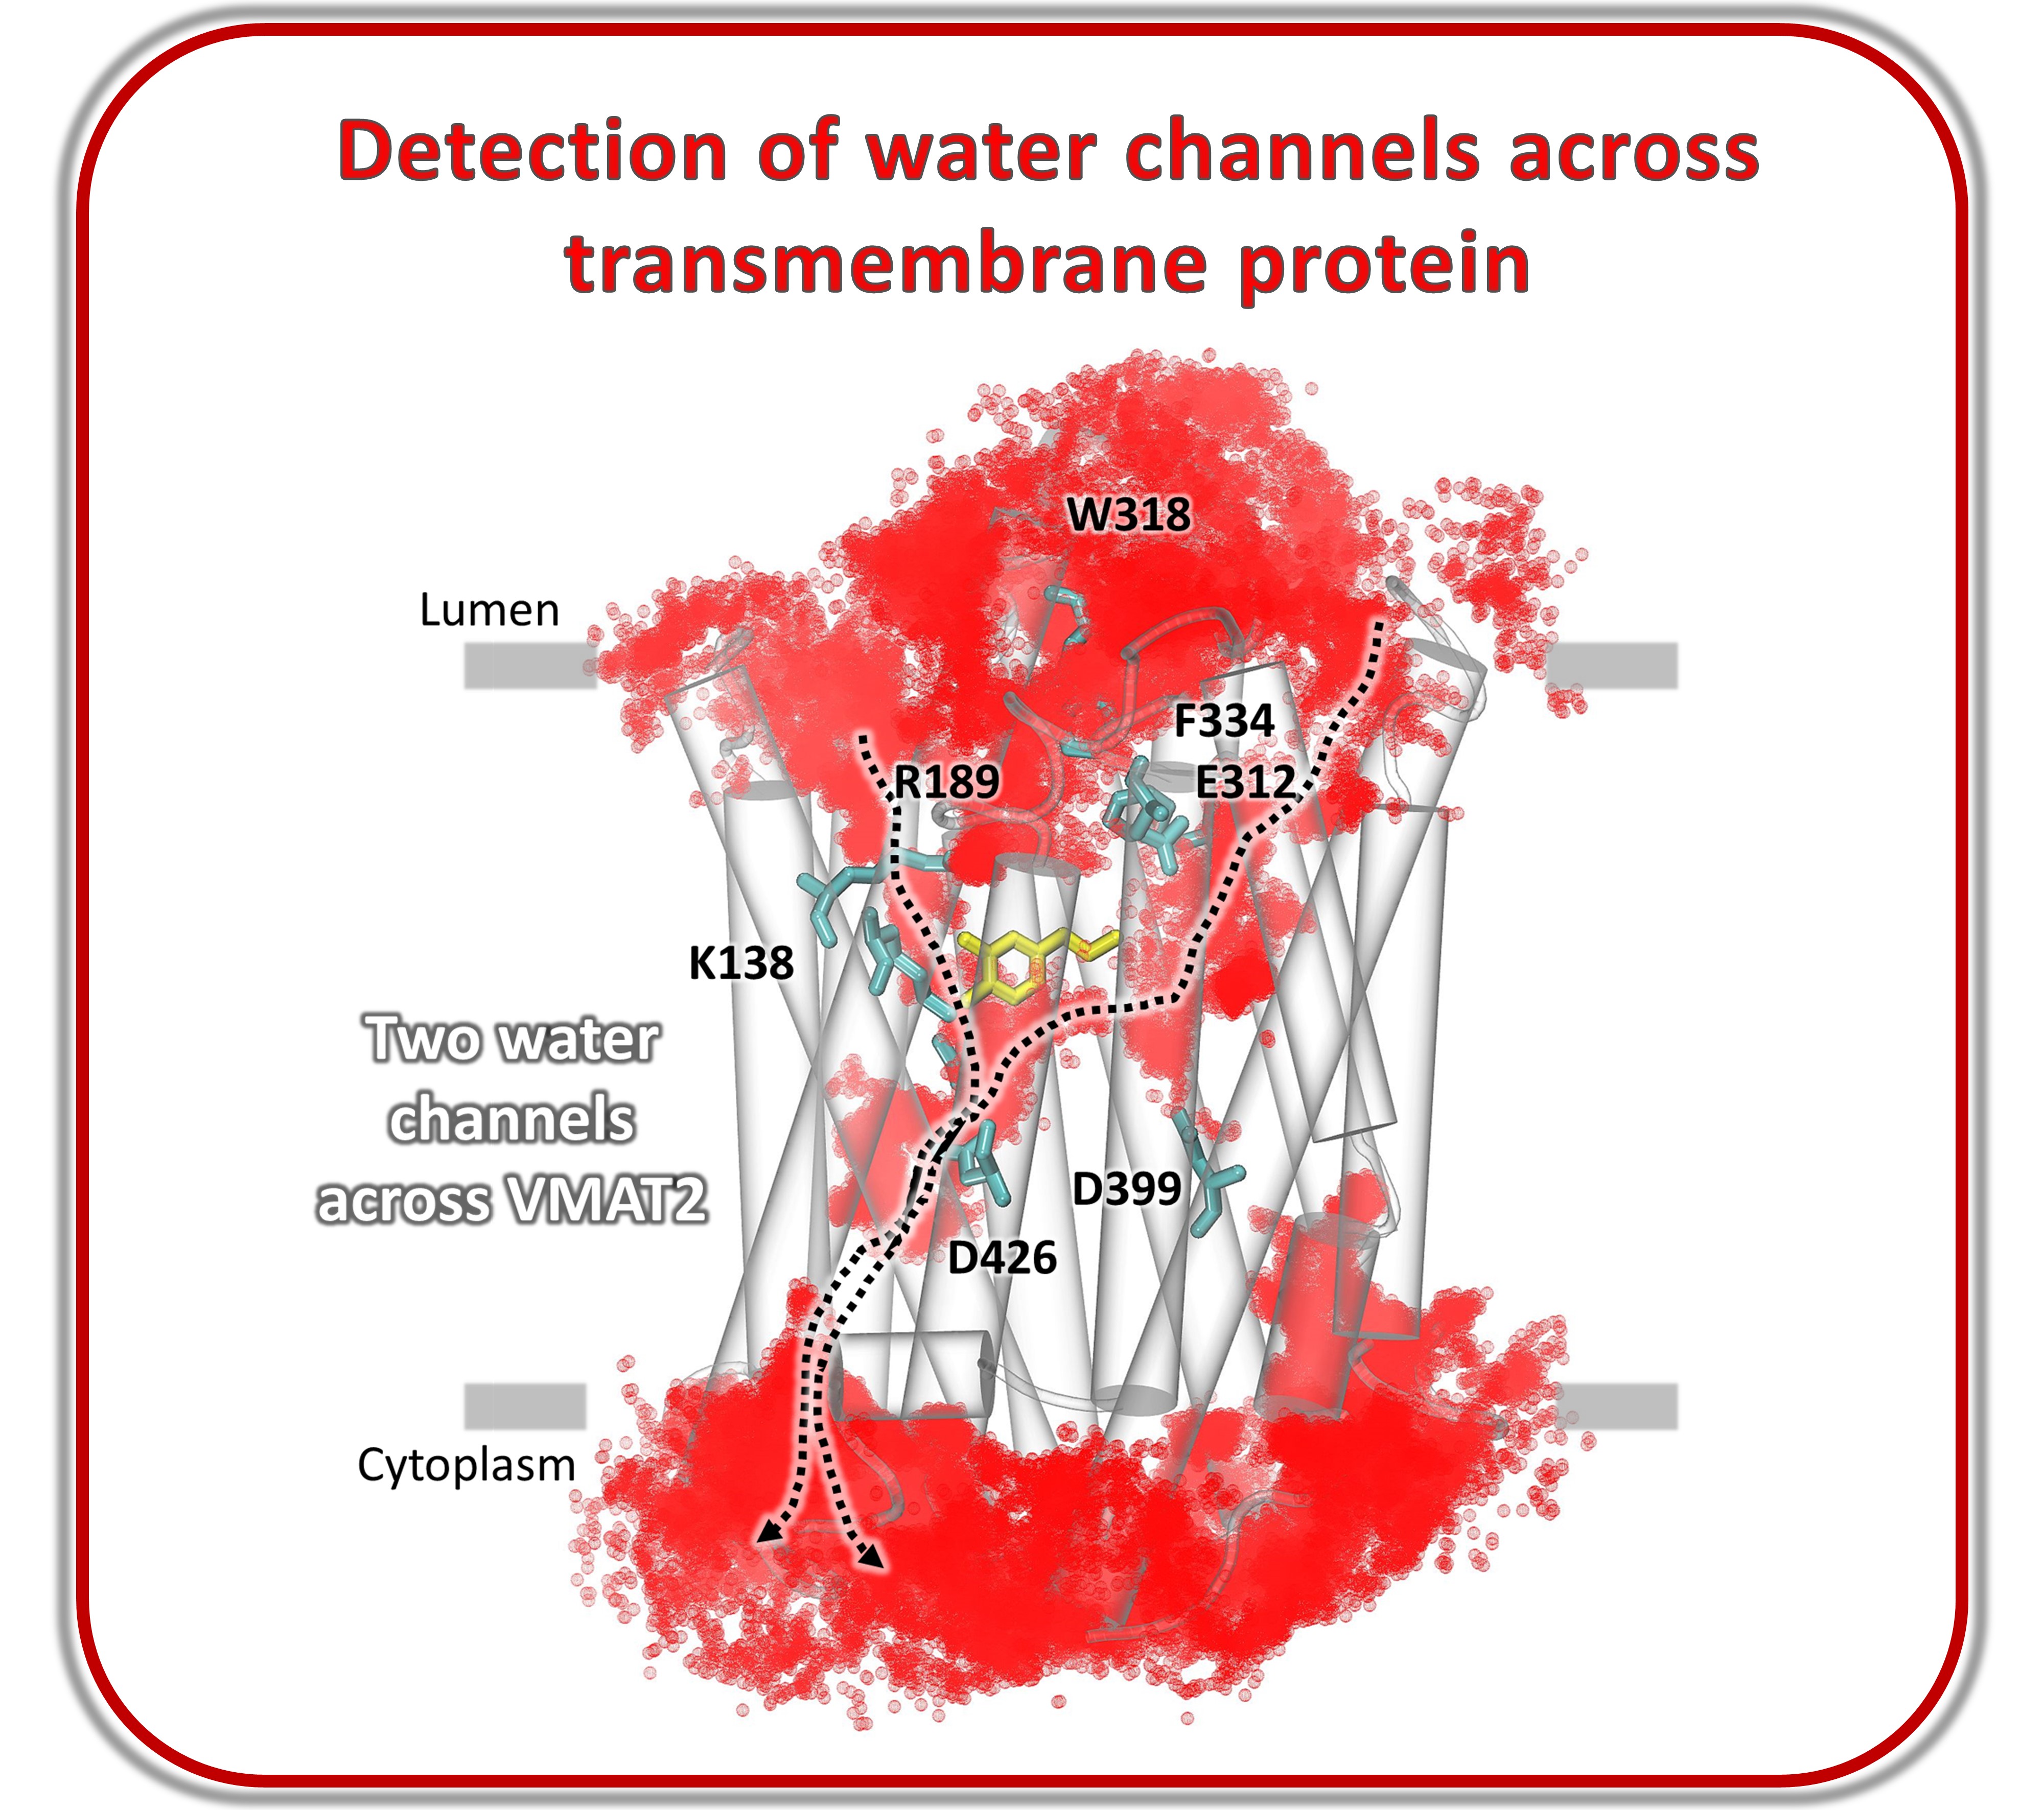 Detection of water channels across
transmembrane protein
W318
Lumen
F334
R189
E312
K138
Two water
channels
across VMAT2
D399
D426
Cytoplasm